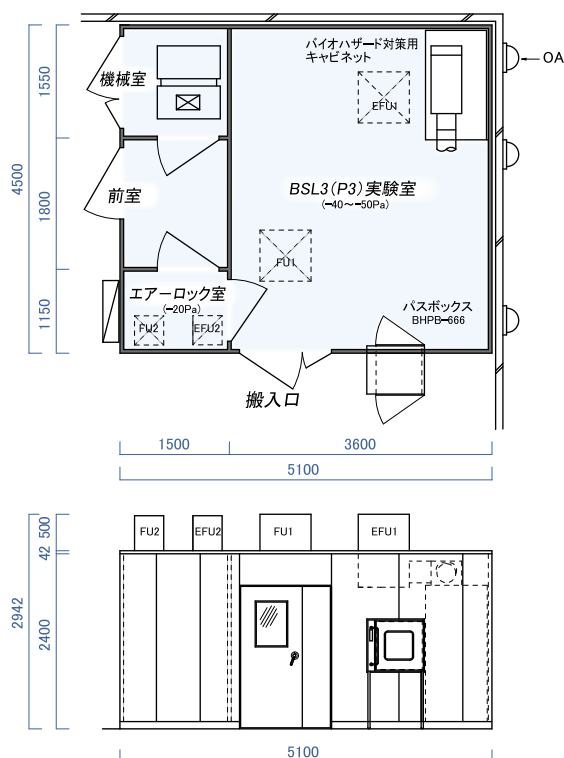 バイオハザード対策用
キャビネット
OA
機械室
EFU1
1550
4500
前室
1800
BSL3(P3)実験室
(-40～-50Pa)
FU1
エアーロック室
(-20Pa)
FU2
EFU2
1150
パスボックス
BHPB-666
搬入口
1500
3600
5100
FU2
EFU2
FU1
EFU1
500
42
2942
2400
5100